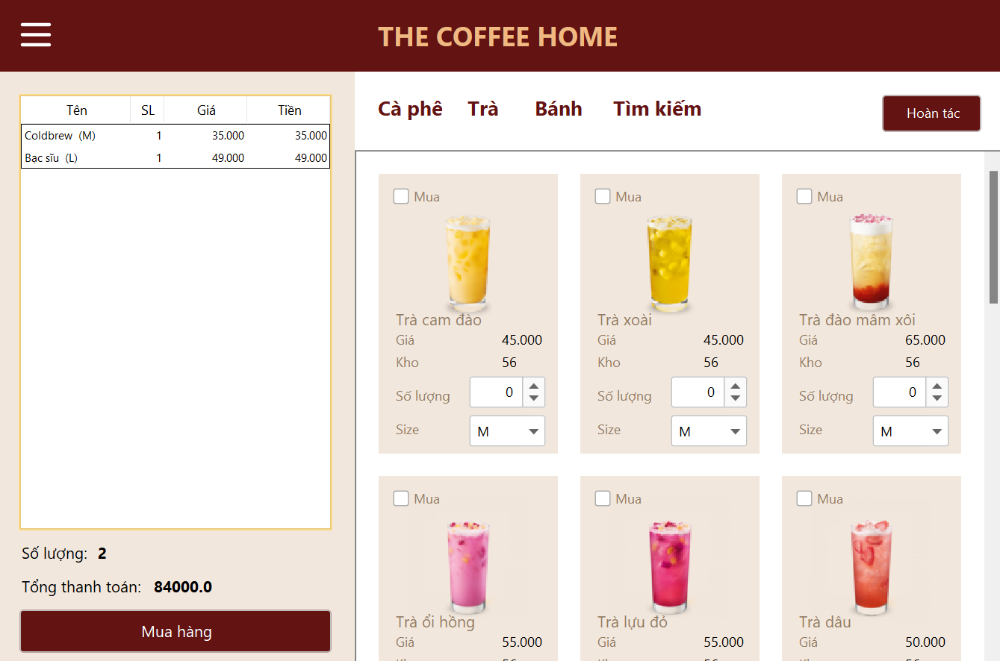 THE COFFEE HOME
Tên SL Giá Tiền
Coldbrew (M) 1 35.000 35.000
Bạc sĩu (L) 1 49.000 49.000
Số lượng: 2
Tổng thanh toán: 84000.0
Mua hàng
Cà phê Trà Bánh Tìm kiếm Hoàn tác
Mua
Trà cam đào
Giá 45.000
Kho 56
Số lượng 0
Size M
Mua
Trà xoài
Giá 45.000
Kho 56
Số lượng 0
Size M
Mua
Trà đào mâm xôi
Giá 65.000
Kho 56
Số lượng 0
Size M
Mua
Trà ổi hồng
Giá 55.000
Mua
Trà lựu đỏ
Giá 55.000
Mua
Trà dâu
Giá 50.000